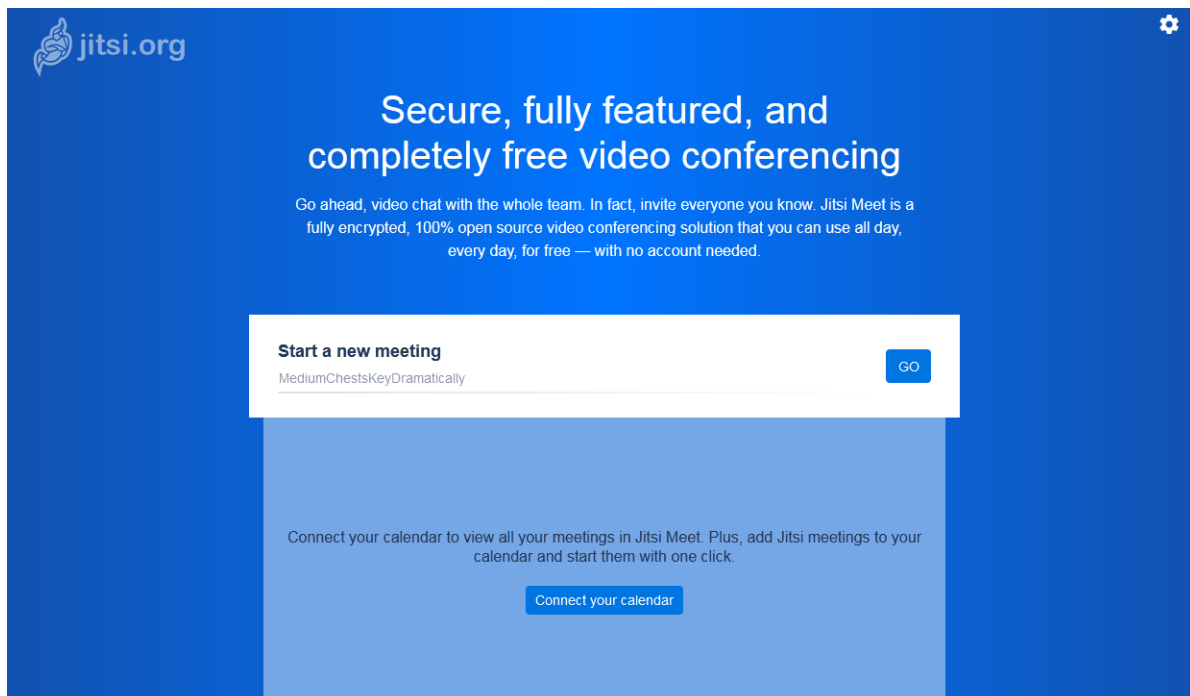 jitsi.org
Secure, fully featured, and
completely free video conferencing
Go ahead, video chat with the whole team. In fact, invite everyone you know. Jitsi Meet is a
fully encrypted, 100% open source video conferencing solution that you can use all day,
every day, for free — with no account needed.
Start a new meeting
MediumChestsKeyDramatically
GO
Connect your calendar to view all your meetings in Jitsi Meet. Plus, add Jitsi meetings to your
calendar and start them with one click.
Connect your calendar